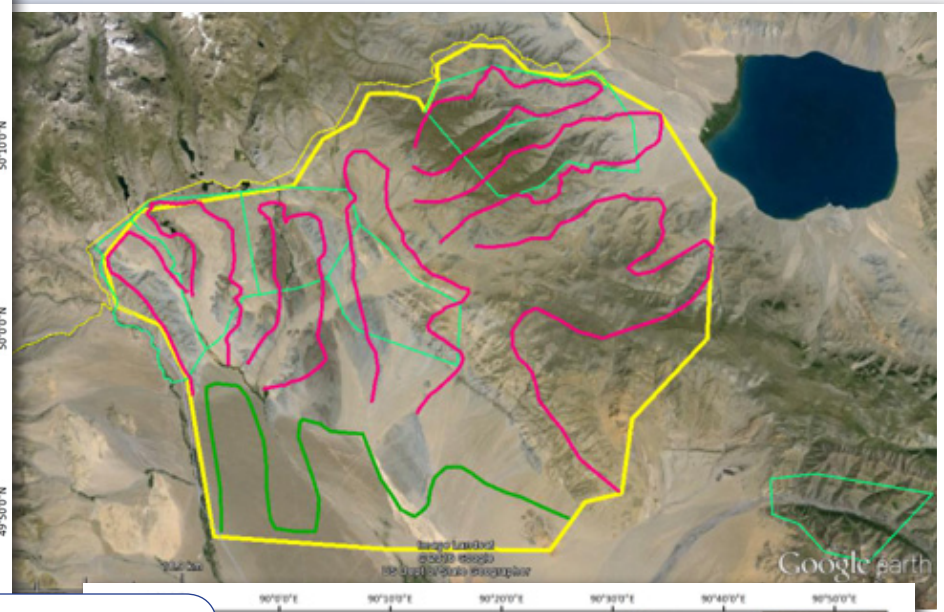 50°10'0"N
50°0'0"N
49°50'0"N
Image Landsat
© 2016 Google
US Dept of State Geographer
Google earth
90°0'0"E
90°10'0"E
90°20'0"E
90°30'0"E
90°40'0"E
90°50'0"E